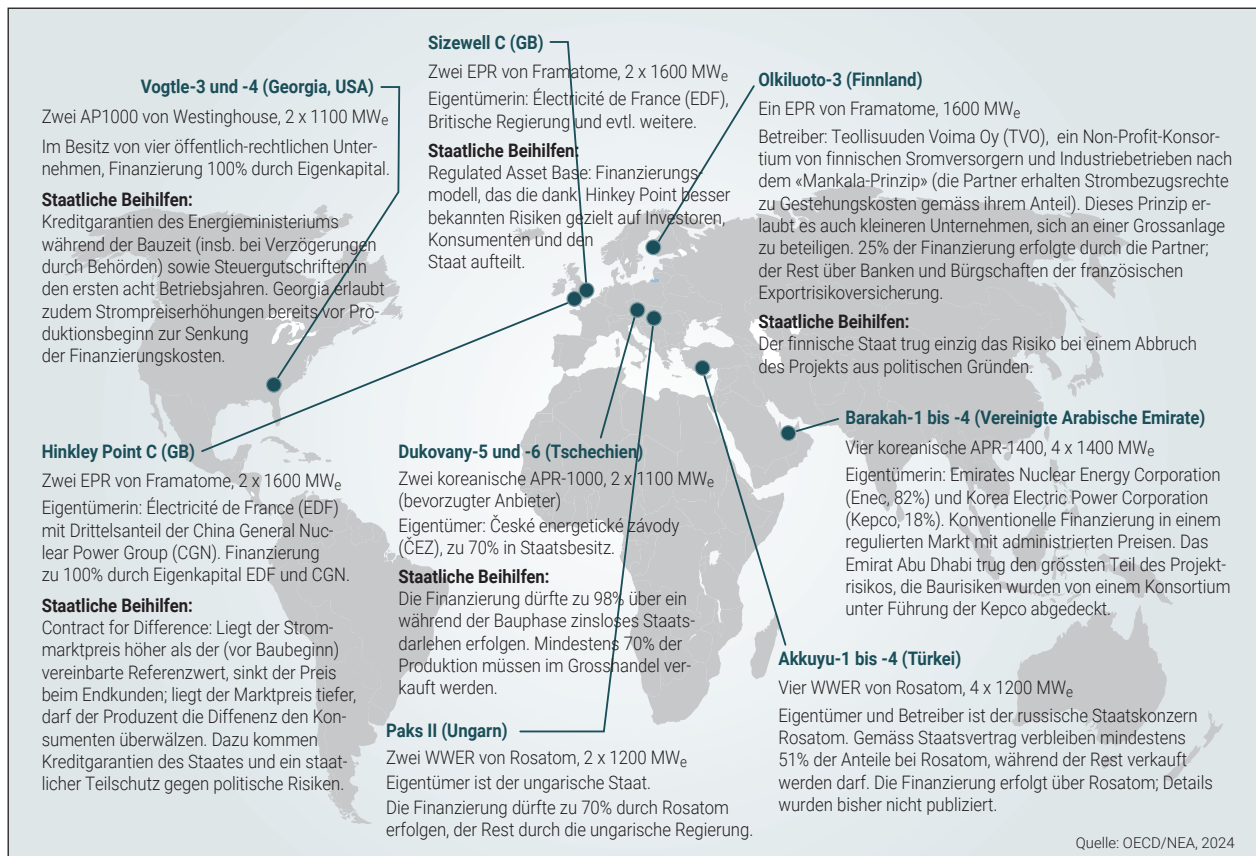 Vogtle-3 und -4 (Georgia, USA)
Zwei AP1000 von Westinghouse, 2 x 1100 MWe
Im Besitz von vier öffentlich-rechtlichen Unter-
nehmen, Finanzierung 100% durch Eigenkapital.
Staatliche Beihilfen:
Kreditgarantien des Energieministeriums
während der Bauzeit (insb. bei Verzögerungen
durch Behörden) sowie Steuergutschriften in
den ersten acht Betriebsjahren. Georgia erlaubt
zudem Strompreiserhöhungen bereits vor Pro-
duktionsbeginn zur Senkung
der Finanzierungskosten.
Sizewell C (GB)
Zwei EPR von Framatome, 2 x 1600 MWe
Eigentümerin: Électricité de France (EDF),
Britische Regierung und evtl. weitere.
Staatliche Beihilfen:
Regulated Asset Base: Finanzierungs-
modell, das die dank Hinkey Point besser
bekannten Risiken gezielt auf Investoren,
Konsumenten und den
Staat aufteilt.
Olkiluoto-3 (Finnland)
Ein EPR von Framatome, 1600 MWe
Betreiber: Teollisuuden Voima Oy (TVO), ein Non-Profit-Konsor-
tium von finnischen Sromversorgern und Industriebetrieben nach
dem «Mankala-Prinzip» (die Partner erhalten Strombezugsrechte
zu Gestehungskosten gemäss ihrem Anteil). Dieses Prinzip er-
laubt es auch kleineren Unternehmen, sich an einer Grossanlage
zu beteiligen. 25% der Finanzierung erfolgte durch die Partner;
der Rest über Banken und Bürgschaften der französischen
Exportrisikoversicherung.
Staatliche Beihilfen:
Der finnische Staat trug einzig das Risiko bei einem Abbruch
des Projekts aus politischen Gründen.
Hinkley Point C (GB)
Zwei EPR von Framatome, 2 x 1600 MWe
Eigentümerin: Électricité de France (EDF)
mit Drittelsanteil der China General Nuc-
lear Power Group (CGN). Finanzierung
zu 100% durch Eigenkapital EDF und CGN.
Staatliche Beihilfen:
Contract for Difference: Liegt der Strom-
marktpreis höher als der (vor Baubeginn)
vereinbarte Referenzwert, sinkt der Preis
beim Endkunden; liegt der Marktpreis tiefer,
darf der Produzent die Diffenenz den Kon-
sumenten überwälzen. Dazu kommen
Kreditgarantien des Staates und ein staat-
licher Teilschutz gegen politische Risiken.
Dukovany-5 und -6 (Tschechien)
Zwei koreanische APR-1000, 2 x 1100 MWe
(bevorzugter Anbieter)
Eigentümer: České energetické závody
(ČEZ), zu 70% in Staatsbesitz.
Staatliche Beihilfen:
Die Finanzierung dürfte zu 98% über ein
während der Bauphase zinsloses Staats-
darlehen erfolgen. Mindestens 70% der
Produktion müssen im Grosshandel ver-
kauft werden.
Paks II (Ungarn)
Zwei WWER von Rosatom, 2 x 1200 MWe
Eigentümer ist der ungarische Staat.
Die Finanzierung dürfte zu 70% durch Rosatom
erfolgen, der Rest durch die ungarische Regierung.
Barakah-1 bis -4 (Vereinigte Arabische Emirate)
Vier koreanische APR-1400, 4 x 1400 MWe
Eigentümerin: Emirates Nuclear Energy Corporation
(Enec, 82%) und Korea Electric Power Corporation
(Kepco, 18%). Konventionelle Finanzierung in einem
regulierten Markt mit administrierten Preisen. Das
Emirat Abu Dhabi trug den grössten Teil des Projekt-
risikos, die Baurisiken wurden von einem Konsortium
unter Führung der Kepco abgedeckt.
Akkuyu-1 bis -4 (Türkei)
Vier WWER von Rosatom, 4 x 1200 MWe
Eigentümer und Betreiber ist der russische Staatskonzern
Rosatom. Gemäss Staatsvertrag verbleiben mindestens
51% der Anteile bei Rosatom, während der Rest verkauft
werden darf. Die Finanzierung erfolgt über Rosatom; Details
wurden bisher nicht publiziert.
Quelle: OECD/NEA, 2024